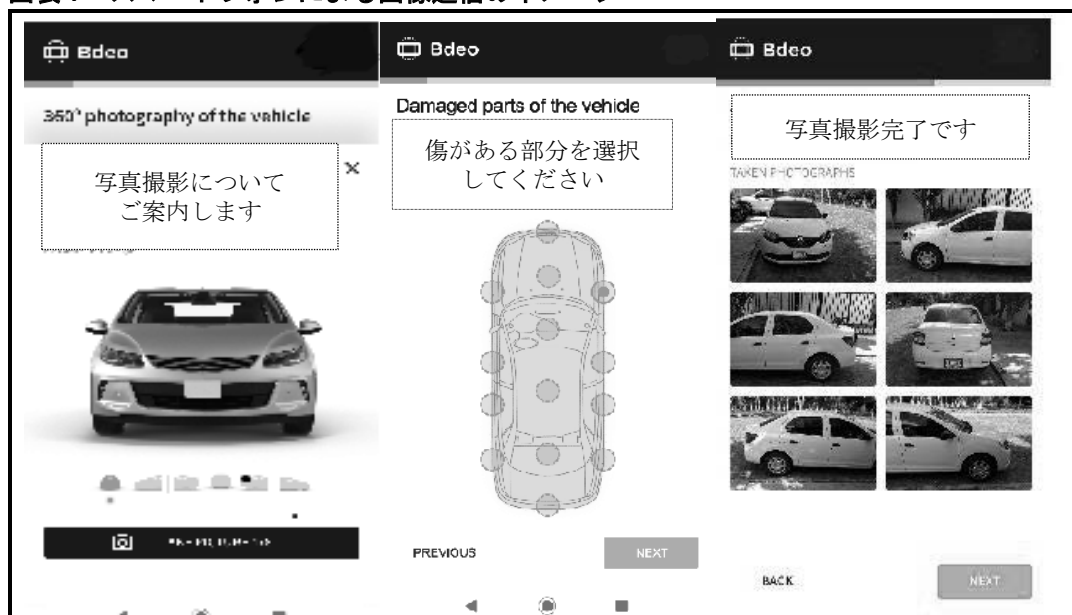 Bdeo
360° photography of the vehicle
写真撮影について
ご案内します
Bdeo
Damaged parts of the vehicle
傷がある部分を選択
してください
PREVIOUS
NEXT
Bdeo
写真撮影完了です
TAKEN PHOTOGRAPHS
BACK
NEXT